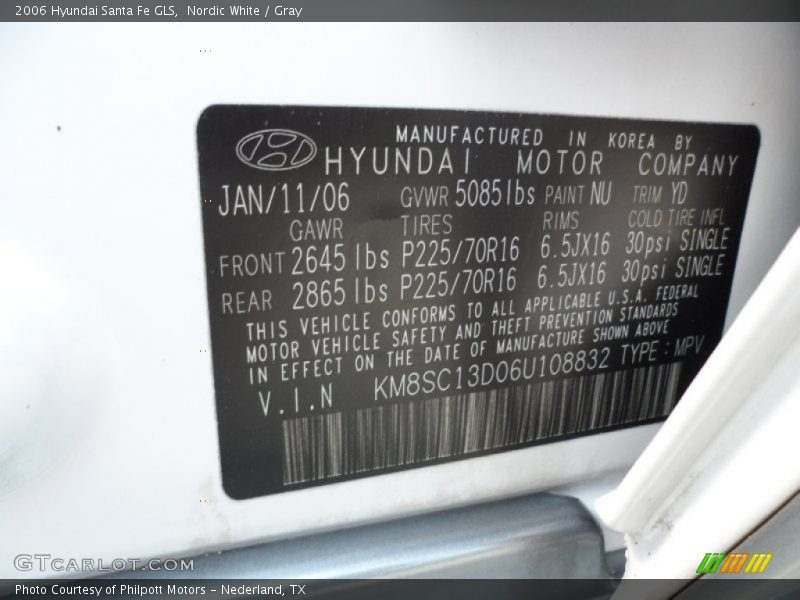 2006 Hyundai Santa Fe GLS,  Nordic White / Gray
MANUFACTURED IN KOREA BY
HYUNDAI MOTOR COMPANY
JAN/11/06 GVWR 5085lbs PAINT NU TRIM YD
GAWR TIRES RIMS COLD TIRE INFL
FRONT 2645 lbs P225/70R16 6.5JX16 30psi SINGLE
REAR 2865 lbs P225/70R16 6.5JX16 30psi SINGLE
THIS VEHICLE CONFORMS TO ALL APPLICABLE U.S.A. FEDERAL
MOTOR VEHICLE SAFETY AND THEFT PREVENTION STANDARDS
IN EFFECT ON THE DATE OF MANUFACTURE SHOWN ABOVE
V.I.N KM8SC13D06U108832 TYPE : MPV
GTCARLOT.COM
Photo Courtesy of Philpott Motors - Nederland, TX